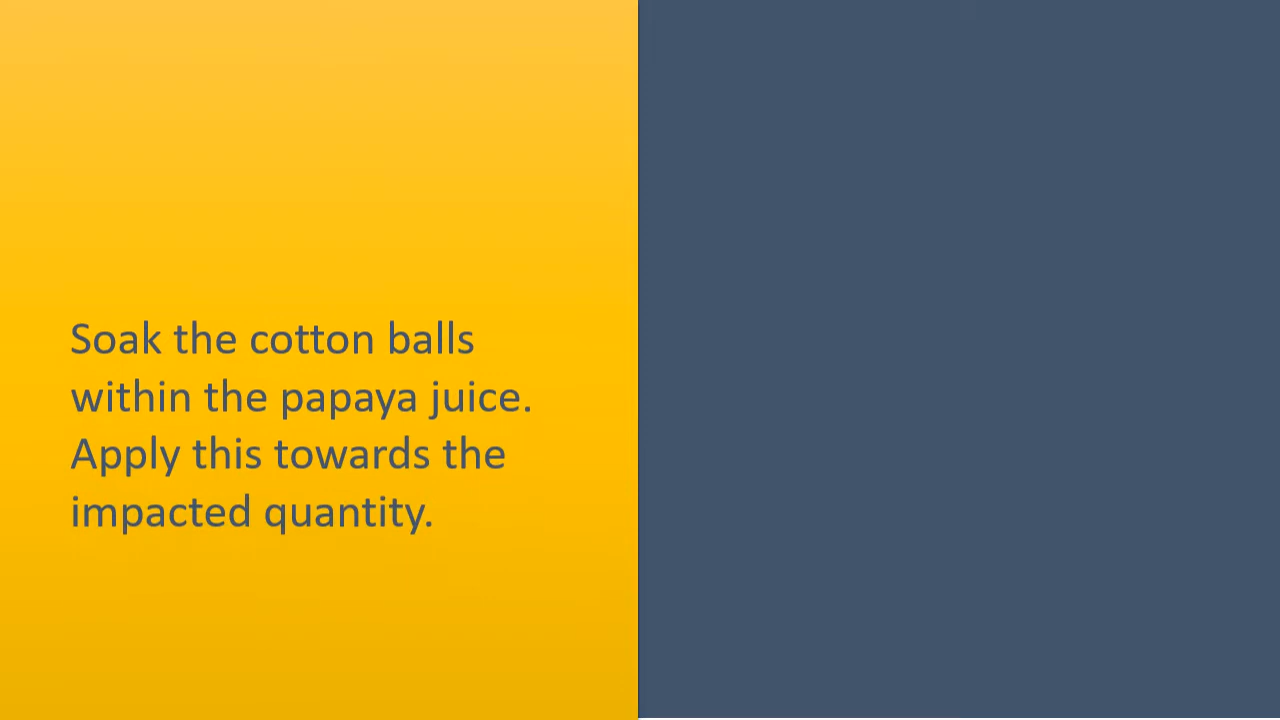 Soak the cotton balls
within the papaya juice.
Apply this towards the
impacted quantity.